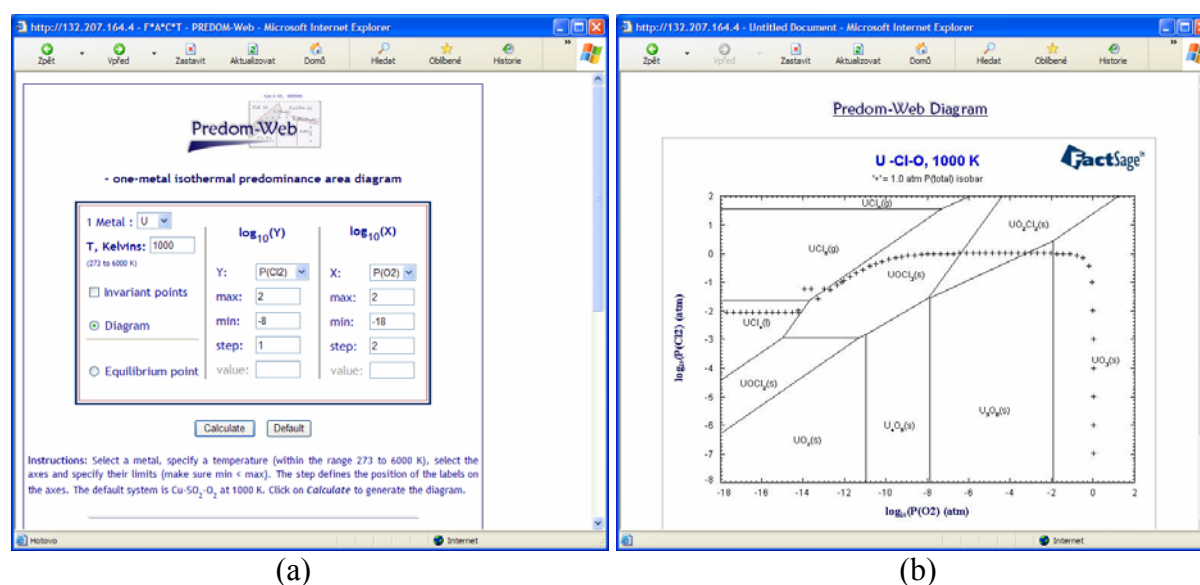 http://132.207.164.4 - F*A*C*T - PREDOM-Web - Microsoft Internet Explorer
Zpět Vpřed Zastavit Aktualizovat Domů Hledat Oblíbené Historie »
Predom-Web
- one-metal isothermal predominance area diagram
1 Metal : U
T, Kelvins: 1000
(273 to 6000 K)
Invariant points
Diagram
Equilibrium point
log10(Y)
Y: P(Cl2)
max: 2
min: -8
step: 1
value:
log10(X)
X: P(O2)
max: 2
min: -18
step: 2
value:
Calculate Default
Instructions: Select a metal, specify a temperature (within the range 273 to 6000 K), select the
axes and specify their limits (make sure min < max). The step defines the position of the labels on
the axes. The default system is Cu-SO2-O2 at 1000 K. Click on Calculate to generate the diagram.
Hotovo Internet
(a)
http://132.207.164.4 - Untitled Document - Microsoft Internet Explorer
Zpět Vpřed Zastavit Aktualizovat Domů Hledat Oblíbené Historie »
Predom-Web Diagram
FactSage™
U -Cl-O, 1000 K
'+'= 1.0 atm P(total) isobar
log10(P(Cl2) (atm)
2
1
0
-1
-2
-3
-4
-5
-6
-7
-8
UO2Cl2(s)
UOCl3(s)
UOCl2(s)
UO2(s)
U4O9(s)
U3O8(s)
UO3(s)
-18 -16 -14 -12 -10 -8 -6 -4 -2 0 2
log10(P(O2) (atm)
Internet
(b)